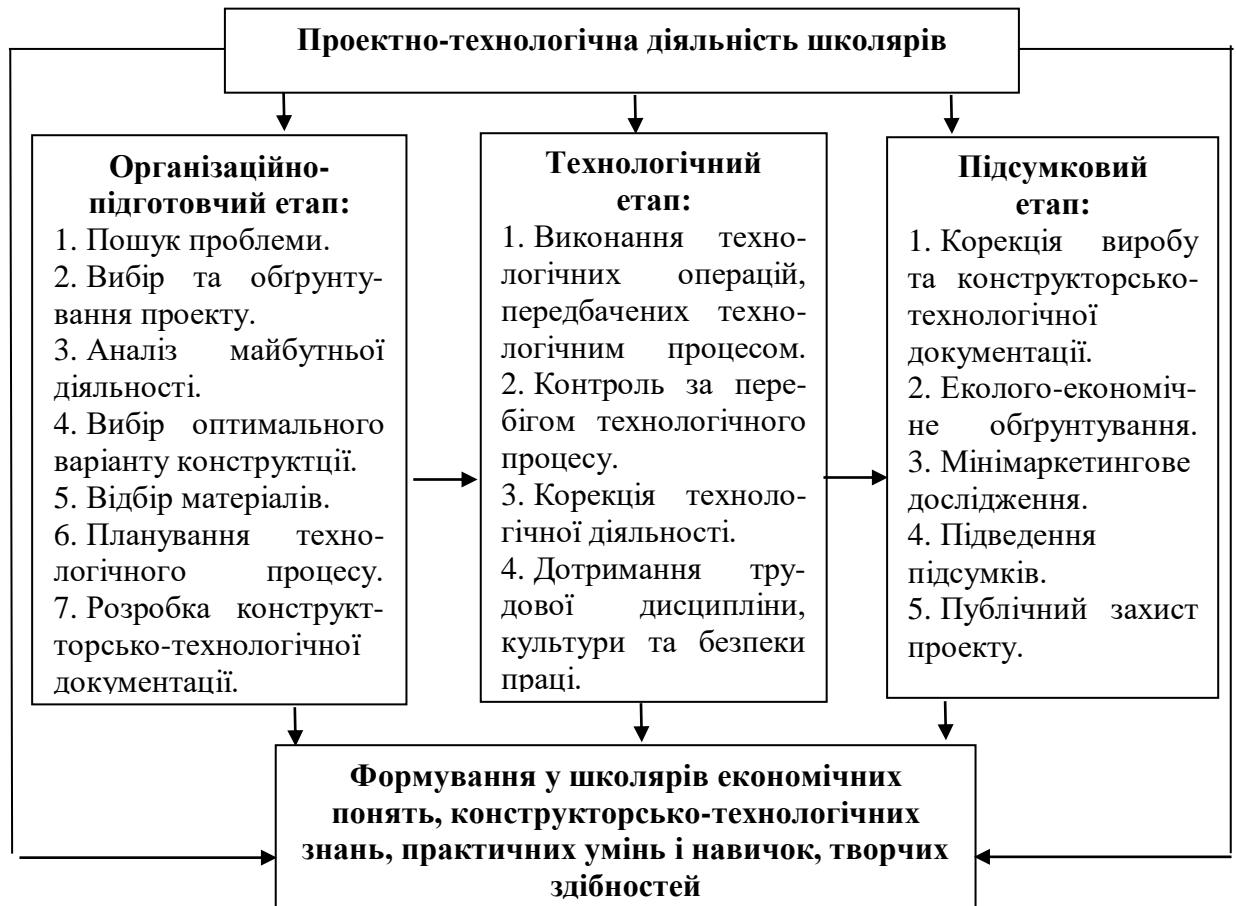 Проектно-технологічна діяльність школярів
Організаційно-
підготовчий етап:
1. Пошук проблеми.
2. Вибір та обґрунту-
вання проекту.
3. Аналіз майбутньої
діяльності.
4. Вибір оптимального
варіанту конструктції.
5. Відбір матеріалів.
6. Планування техно-
логічного процесу.
7. Розробка конструкт-
торсько-технологічної
документації.
Технологічний
етап:
1. Виконання техно-
логічних операцій,
передбачених техно-
логічним процесом.
2. Контроль за пере-
бігом технологічного
процесу.
3. Корекція техноло-
гічної діяльності.
4. Дотримання тру-
дової дисципліни,
культури та безпеки
праці.
Підсумковий
етап:
1. Корекція виробу
та конструкторсько-
технологічної
документації.
2. Еколого-економіч-
не обґрунтування.
3. Мінімаркетингове
дослідження.
4. Підведення
підсумків.
5. Публічний захист
проекту.
Формування у школярів економічних
понять, конструкторсько-технологічних
знань, практичних умінь і навичок, творчих
здібностей